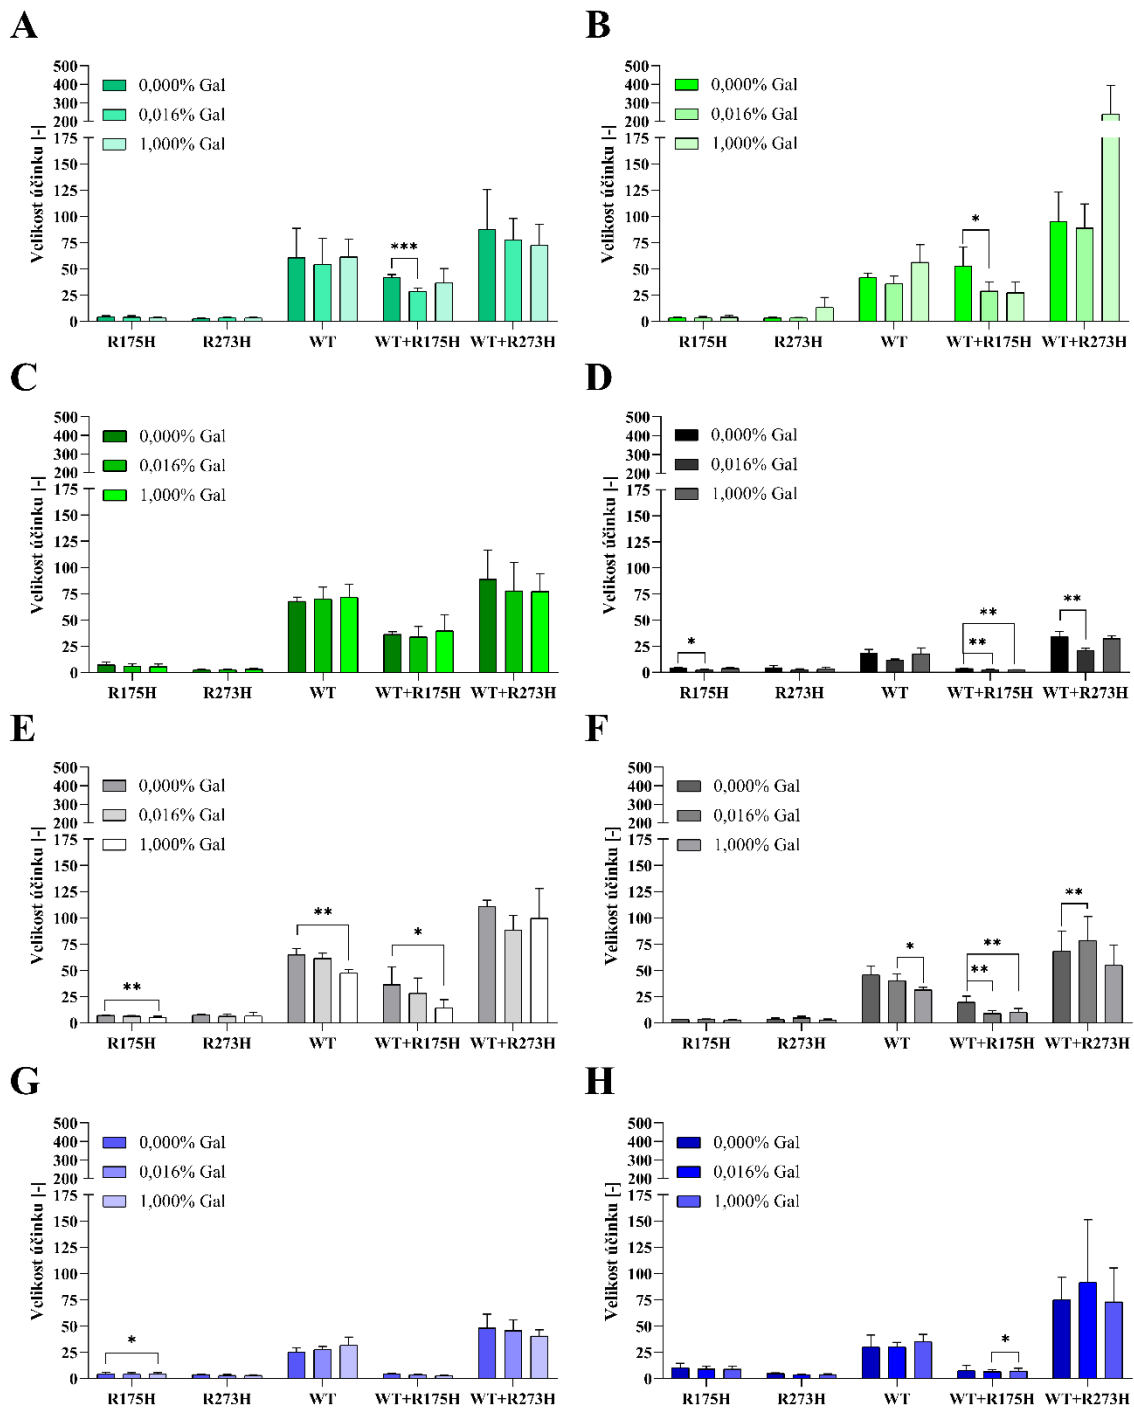 A
Velikost účinku [-]
500
400
300
200
175
150
125
100
75
50
25
0
0,000% Gal
0,016% Gal
1,000% Gal
***
R175H R273H WT WT+R175H WT+R273H
B
Velikost účinku [-]
500
400
300
200
175
150
125
100
75
50
25
0
0,000% Gal
0,016% Gal
1,000% Gal
*
R175H R273H WT WT+R175H WT+R273H
C
Velikost účinku [-]
500
400
300
200
175
150
125
100
75
50
25
0
0,000% Gal
0,016% Gal
1,000% Gal
R175H R273H WT WT+R175H WT+R273H
D
Velikost účinku [-]
500
400
300
200
175
150
125
100
75
50
25
0
0,000% Gal
0,016% Gal
1,000% Gal
* ** ** **
R175H R273H WT WT+R175H WT+R273H
E
Velikost účinku [-]
500
400
300
200
175
150
125
100
75
50
25
0
0,000% Gal
0,016% Gal
1,000% Gal
** ** *
R175H R273H WT WT+R175H WT+R273H
F
Velikost účinku [-]
500
400
300
200
175
150
125
100
75
50
25
0
0,000% Gal
0,016% Gal
1,000% Gal
* ** ** **
R175H R273H WT WT+R175H WT+R273H
G
Velikost účinku [-]
500
400
300
200
175
150
125
100
75
50
25
0
0,000% Gal
0,016% Gal
1,000% Gal
*
R175H R273H WT WT+R175H WT+R273H
H
Velikost účinku [-]
500
400
300
200
175
150
125
100
75
50
25
0
0,000% Gal
0,016% Gal
1,000% Gal
*
R175H R273H WT WT+R175H WT+R273H